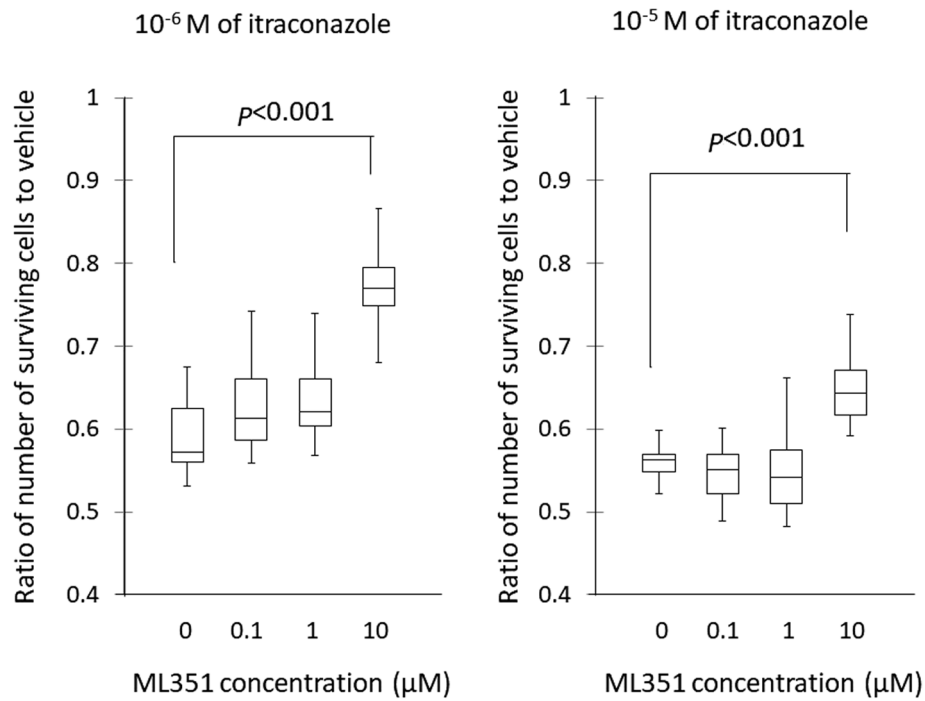 10⁻⁶ M of itraconazole
Ratio of number of surviving cells to vehicle
1
0.9
0.8
0.7
0.6
0.5
0.4
P<0.001
0 0.1 1 10
ML351 concentration (μM)
10⁻⁵ M of itraconazole
Ratio of number of surviving cells to vehicle
1
0.9
0.8
0.7
0.6
0.5
0.4
P<0.001
0 0.1 1 10
ML351 concentration (μM)